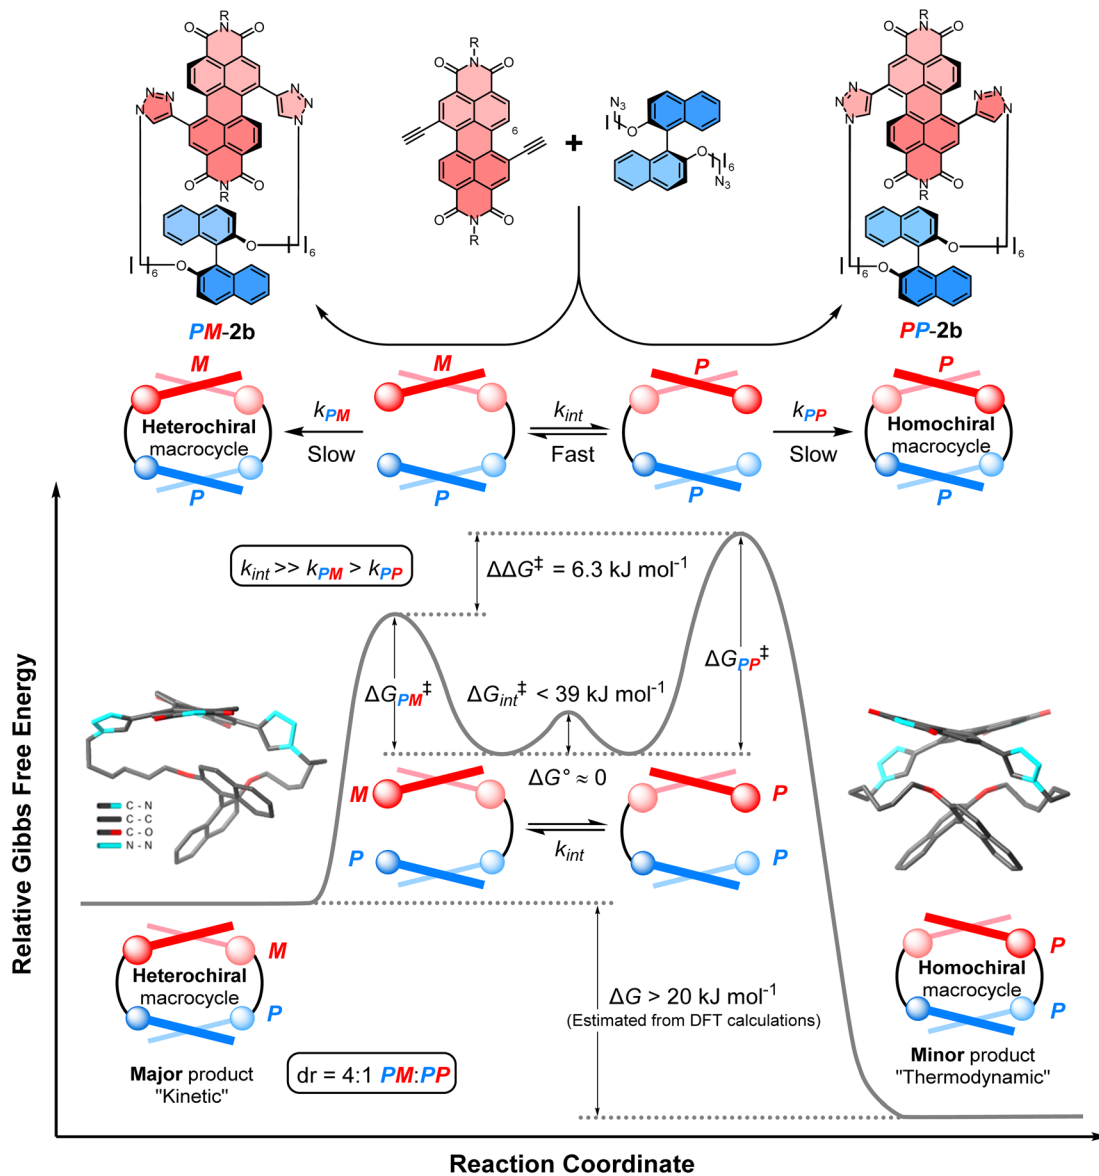 R
N
O
O
N
N
N
N
N
N
O
O
N
R
O
O
6
6
PM-2b
R
N
O
O
6
O
O
N
R
+
N3
O
O
6
N3
R
N
O
O
N
N
N
N
N
N
O
O
N
R
O
O
6
6
PP-2b
M
Heterochiral
macrocycle
P
kPM
Slow
M
P
kint
Fast
P
P
kPP
Slow
P
Homochiral
macrocycle
P
kint >> kPM > kPP
ΔΔG‡ = 6.3 kJ mol-1
ΔGPM‡
ΔGint‡ < 39 kJ mol-1
ΔGPP‡
ΔG° ≈ 0
M
P
kint
P
P
C - N
C - C
C - O
N - N
M
Heterochiral
macrocycle
P
Major product
"Kinetic"
dr = 4:1 PM:PP
ΔG > 20 kJ mol-1
(Estimated from DFT calculations)
P
Homochiral
macrocycle
P
Minor product
"Thermodynamic"
Relative Gibbs Free Energy
Reaction Coordinate